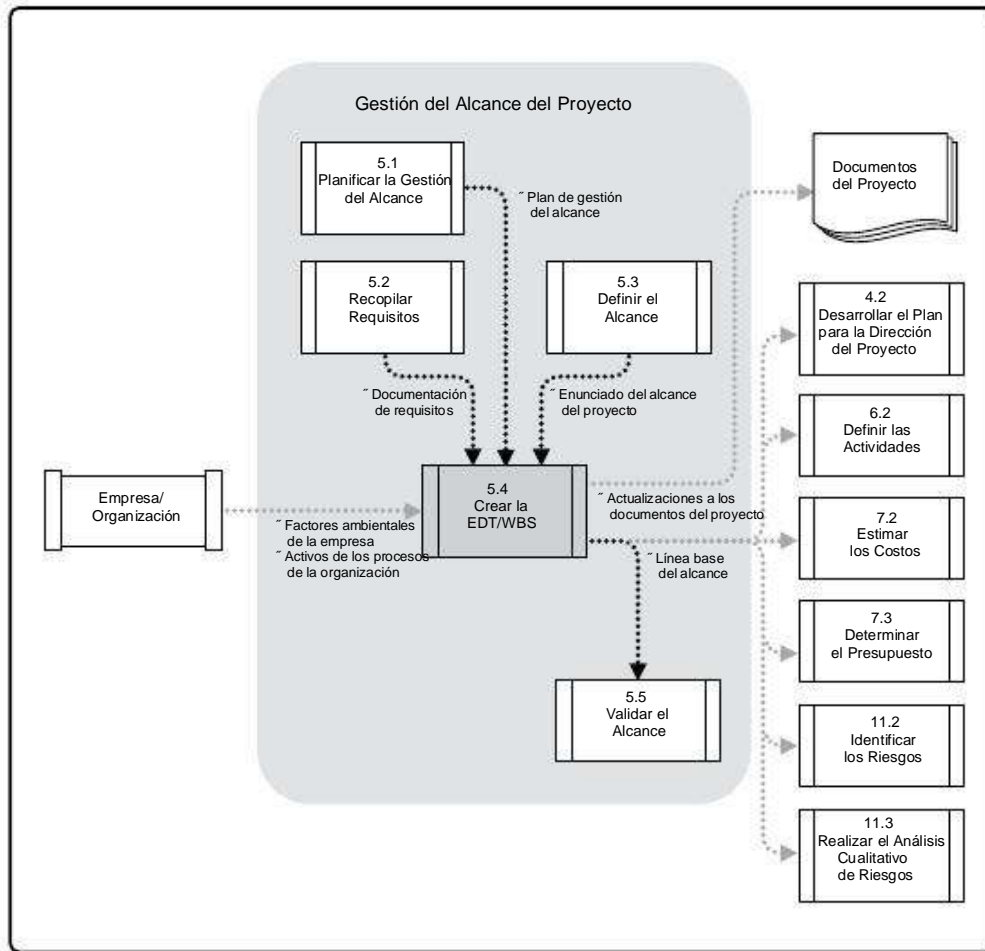 Gestión del Alcance del Proyecto
5.1
Planificar la Gestión
del Alcance
˝ Plan de gestión
del alcance
Documentos
del Proyecto
5.2
Recopilar
Requisitos
5.3
Definir el
Alcance
4.2
Desarrollar el Plan
para la Dirección
del Proyecto
˝ Documentación
de requisitos
˝ Enunciado del alcance
del proyecto
6.2
Definir las
Actividades
Empresa/
Organización
˝ Factores ambientales
de la empresa
˝ Activos de los procesos
de la organización
5.4
Crear la
EDT/WBS
˝ Actualizaciones a los
documentos del proyecto
˝ Línea base
del alcance
7.2
Estimar
los Costos
7.3
Determinar
el Presupuesto
5.5
Validar el
Alcance
11.2
Identificar
los Riesgos
11.3
Realizar el Análisis
Cualitativo
de Riesgos